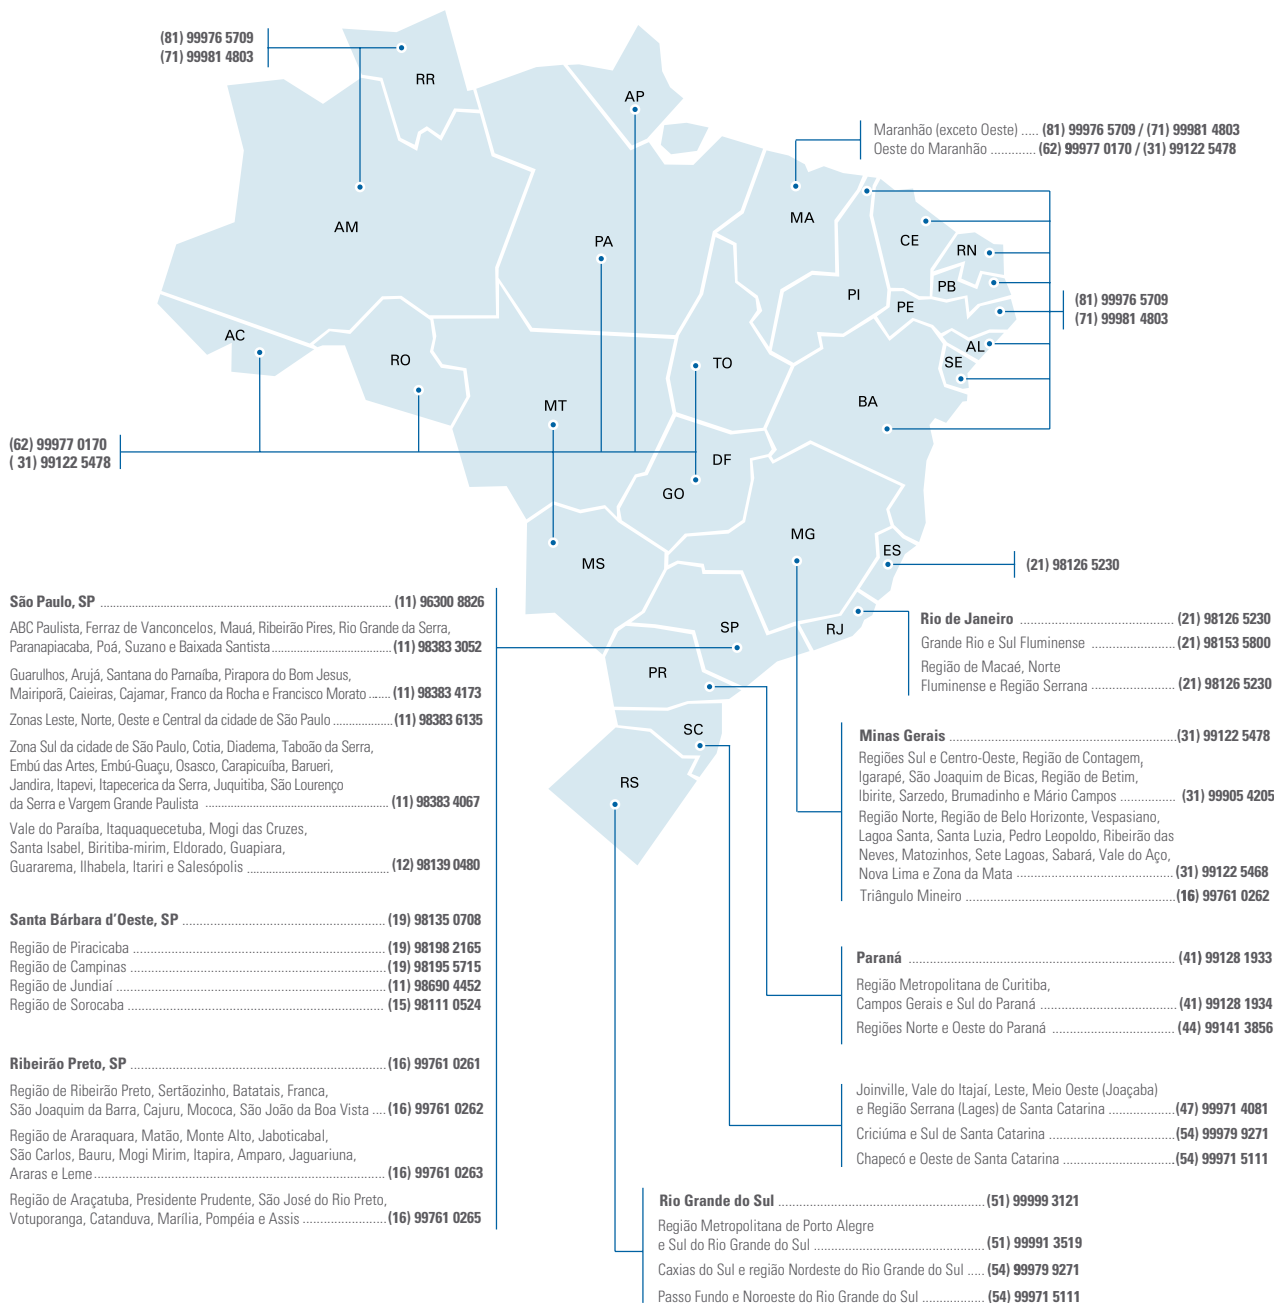 (81) 99976 5709
(71) 99981 4803
RR
AP
Maranhão (exceto Oeste) ..... (81) 99976 5709 / (71) 99981 4803
Oeste do Maranhão ............. (62) 99977 0170 / (31) 99122 5478
AM
PA
MA
CE
RN
PI
PB
PE
(81) 99976 5709
(71) 99981 4803
AC
RO
TO
AL
SE
MT
BA
(62) 99977 0170
( 31) 99122 5478
DF
GO
MG
ES
MS
(21) 98126 5230
SP
RJ
PR
SC
RS
São Paulo, SP ........ (11) 96300 8826
ABC Paulista, Ferraz de Vanconcelos, Mauá, Ribeirão Pires, Rio Grande da Serra,
Paranapiacaba, Poá, Suzano e Baixada Santista ........ (11) 98383 3052
Guarulhos, Arujá, Santana do Parnaíba, Pirapora do Bom Jesus,
Mairiporã, Caieiras, Cajamar, Franco da Rocha e Francisco Morato ...... (11) 98383 4173
Zonas Leste, Norte, Oeste e Central da cidade de São Paulo ........ (11) 98383 6135
Zona Sul da cidade de São Paulo, Cotia, Diadema, Taboão da Serra,
Embú das Artes, Embú-Guaçu, Osasco, Carapicuíba, Barueri,
Jandira, Itapevi, Itapecerica da Serra, Juquitiba, São Lourenço
da Serra e Vargem Grande Paulista ........ (11) 98383 4067
Vale do Paraíba, Itaquaquecetuba, Mogi das Cruzes,
Santa Isabel, Biritiba-mirim, Eldorado, Guapiara,
Guararema, Ilhabela, Itariri e Salesópolis ........ (12) 98139 0480
Santa Bárbara d’Oeste, SP ........ (19) 98135 0708
Região de Piracicaba ........ (19) 98198 2165
Região de Campinas ........ (19) 98195 5715
Região de Jundiaí ........ (11) 98690 4452
Região de Sorocaba ........ (15) 98111 0524
Ribeirão Preto, SP ........ (16) 99761 0261
Região de Ribeirão Preto, Sertãozinho, Batatais, Franca,
São Joaquim da Barra, Cajuru, Mococa, São João da Boa Vista .... (16) 99761 0262
Região de Araraquara, Matão, Monte Alto, Jaboticabal,
São Carlos, Bauru, Mogi Mirim, Itapira, Amparo, Jaguariuna,
Araras e Leme ........ (16) 99761 0263
Região de Araçatuba, Presidente Prudente, São José do Rio Preto,
Votuporanga, Catanduva, Marília, Pompéia e Assis ........ (16) 99761 0265
Rio de Janeiro ........ (21) 98126 5230
Grande Rio e Sul Fluminense ........ (21) 98153 5800
Região de Macaé, Norte
Fluminense e Região Serrana ........ (21) 98126 5230
Minas Gerais ........ (31) 99122 5478
Regiões Sul e Centro-Oeste, Região de Contagem,
Igarapé, São Joaquim de Bicas, Região de Betim,
Ibirite, Sarzedo, Brumadinho e Mário Campos ........ (31) 99905 4205
Região Norte, Região de Belo Horizonte, Vespasiano,
Lagoa Santa, Santa Luzia, Pedro Leopoldo, Ribeirão das
Neves, Matozinhos, Sete Lagoas, Sabará, Vale do Aço,
Nova Lima e Zona da Mata ........ (31) 99122 5468
Triângulo Mineiro ........ (16) 99761 0262
Paraná ........ (41) 99128 1933
Região Metropolitana de Curitiba,
Campos Gerais e Sul do Paraná ........ (41) 99128 1934
Regiões Norte e Oeste do Paraná ........ (44) 99141 3856
Joinville, Vale do Itajaí, Leste, Meio Oeste (Joaçaba)
e Região Serrana (Lages) de Santa Catarina ........ (47) 99971 4081
Criciúma e Sul de Santa Catarina ........ (54) 99979 9271
Chapecó e Oeste de Santa Catarina ........ (54) 99971 5111
Rio Grande do Sul ........ (51) 99999 3121
Região Metropolitana de Porto Alegre
e Sul do Rio Grande do Sul ........ (51) 99991 3519
Caxias do Sul e região Nordeste do Rio Grande do Sul ..... (54) 99979 9271
Passo Fundo e Noroeste do Rio Grande do Sul ........ (54) 99971 5111